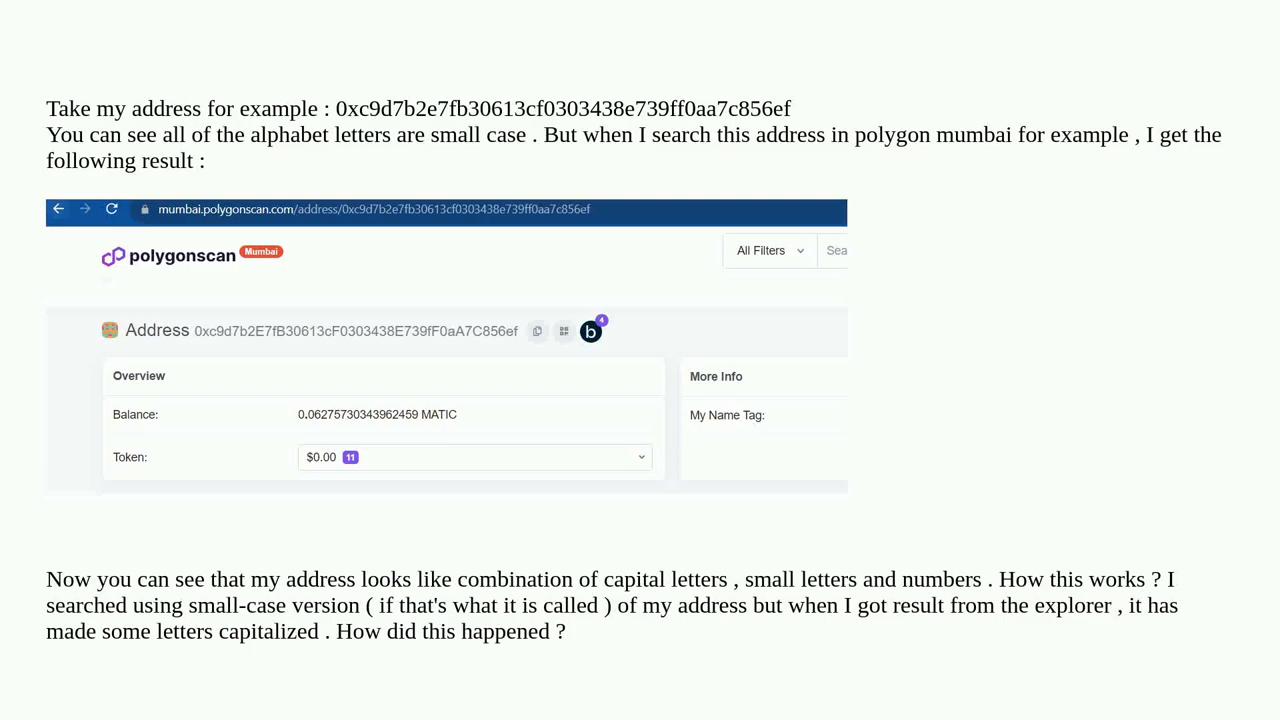 Take my address for example : 0xc9d7b2e7fb30613cf0303438e739ff0aa7c856ef
You can see all of the alphabet letters are small case . But when I search this address in polygon mumbai for example , I get the
following result :
mumbai.polygonscan.com/address/0xc9d7b2e7fb30613cf0303438e739ff0aa7c856ef
polygonscan Mumbai
All Filters Sea
Address 0xc9d7b2E7fB30613cF0303438E739fF0aA7C856ef b 4
Overview
More Info
Balance: 0.06275730343962459 MATIC
My Name Tag:
Token: $0.00 11
Now you can see that my address looks like combination of capital letters , small letters and numbers . How this works ? I
searched using small-case version ( if that's what it is called ) of my address but when I got result from the explorer , it has
made some letters capitalized . How did this happened ?